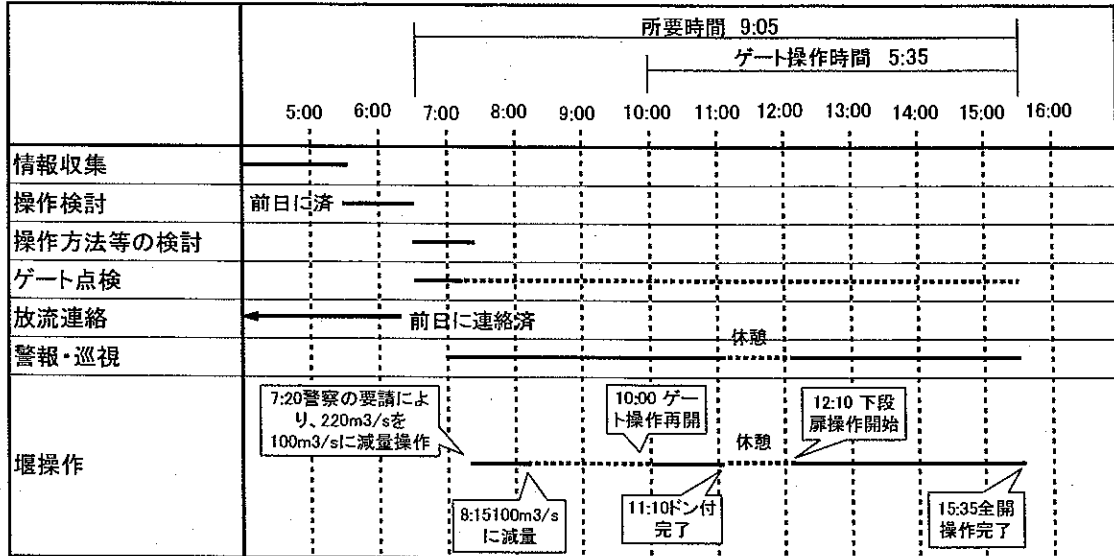 所要時間 9:05
ゲート操作時間 5:35
5:00 6:00 7:00 8:00 9:00 10:00 11:00 12:00 13:00 14:00 15:00 16:00
情報収集
操作検討 前日に済
操作方法等の検討
ゲート点検
放流連絡 前日に連絡済
警報・巡視 休憩
堰操作
7:20警察の要請によ
り、220m3/sを
100m3/sに減量操作
8:15100m3/s
に減量
10:00 ゲー
ト操作再開
11:10ドン付
完了
休憩
12:10 下段
扉操作開始
15:35全開
操作完了